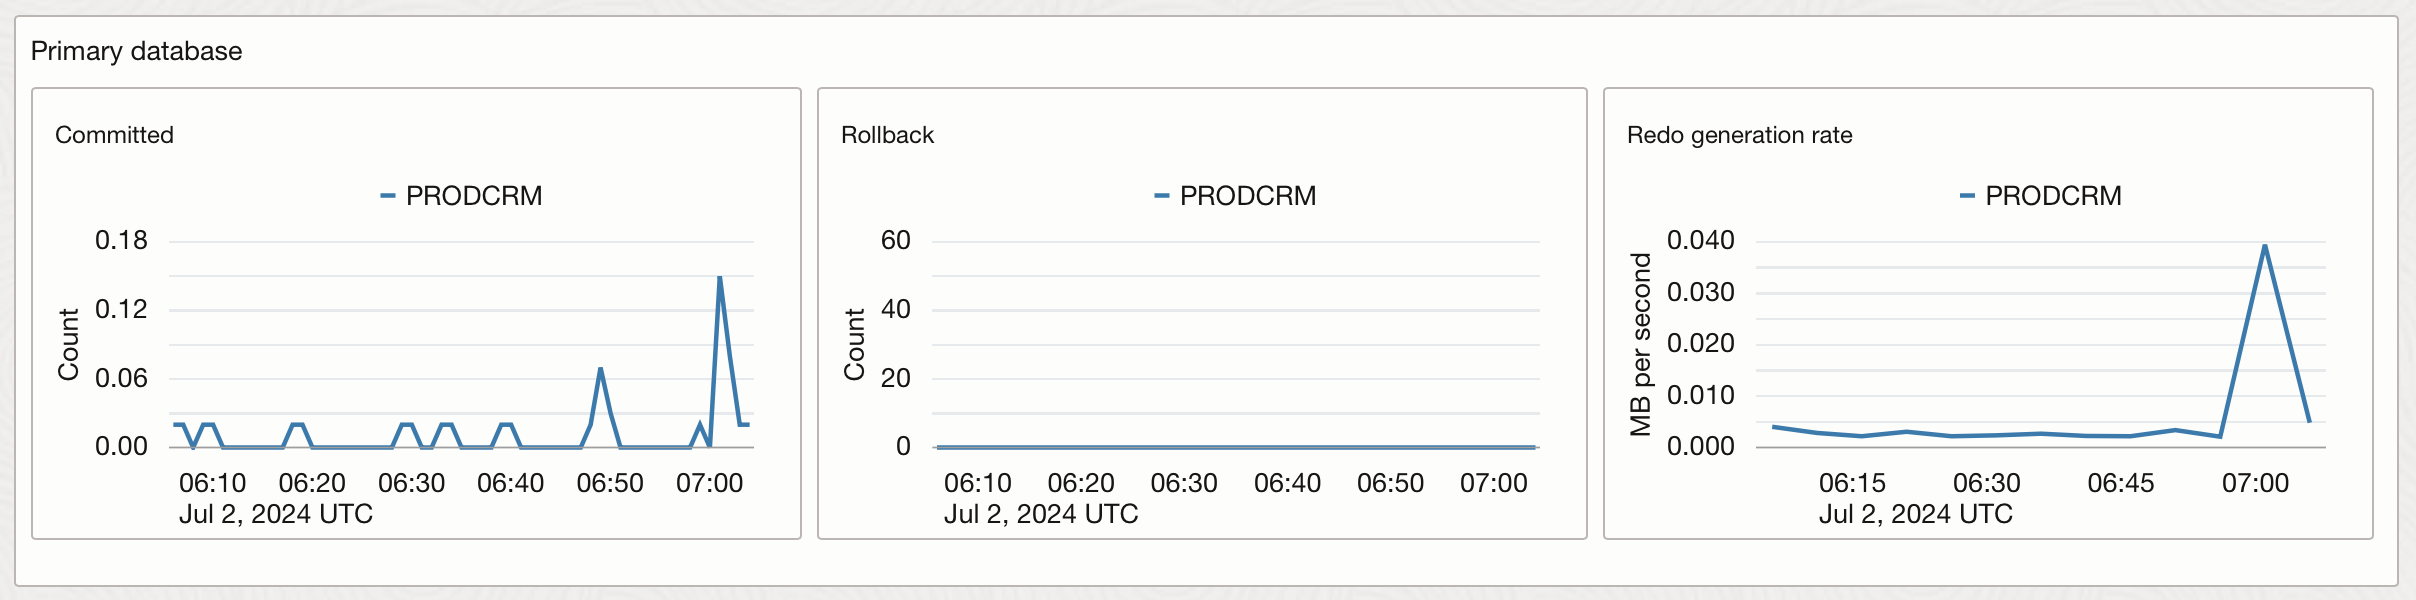 Primary database
Committed
PRODCRM
0.18
0.12
0.06
0.00
Count
06:10 06:20 06:30 06:40 06:50 07:00
Jul 2, 2024 UTC
Rollback
PRODCRM
60
40
20
0
Count
06:10 06:20 06:30 06:40 06:50 07:00
Jul 2, 2024 UTC
Redo generation rate
PRODCRM
0.040
0.030
0.020
0.010
0.000
MB per second
06:15 06:30 06:45 07:00
Jul 2, 2024 UTC